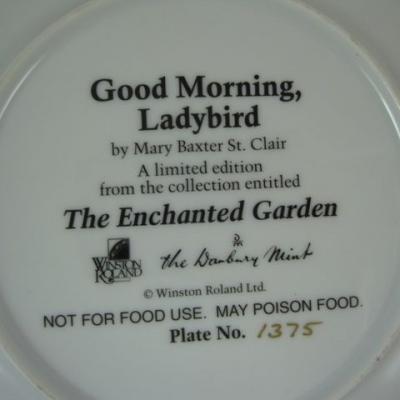 Good Morning,
Ladybird
by Mary Baxter St. Clair
A limited edition
from the collection entitled
The Enchanted Garden
WINSTON
ROLAND
DM
the Danbury Mint
© Winston Roland Ltd.
NOT FOR FOOD USE. MAY POISON FOOD.
Plate No. 1375